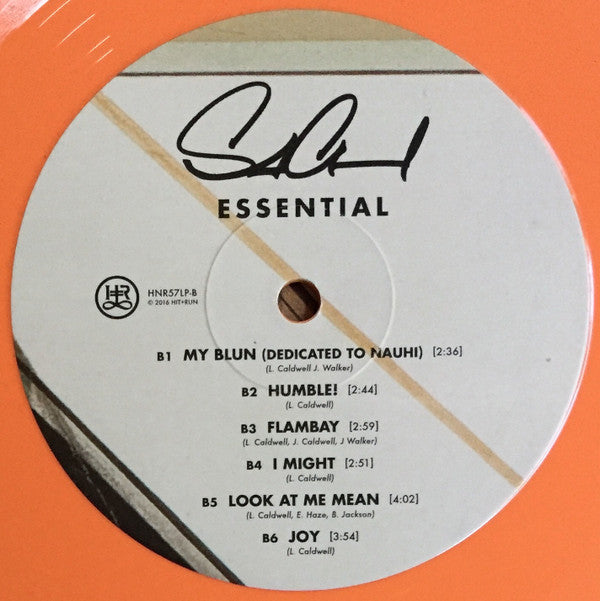 SaCh
ESSENTIAL
HNR57LP-B
© 2016 HIT+RUN
B1 MY BLUN (DEDICATED TO NAUHI) [2:36]
(L. Caldwell J. Walker)
B2 HUMBLE! [2:44]
(L. Caldwell)
B3 FLAMBAY [2:59]
(L. Caldwell, J. Caldwell, J Walker)
B4 I MIGHT [2:51]
(L. Caldwell)
B5 LOOK AT ME MEAN [4:02]
(L. Caldwell, E. Haze, B. Jackson)
B6 JOY [3:54]
(L. Caldwell)